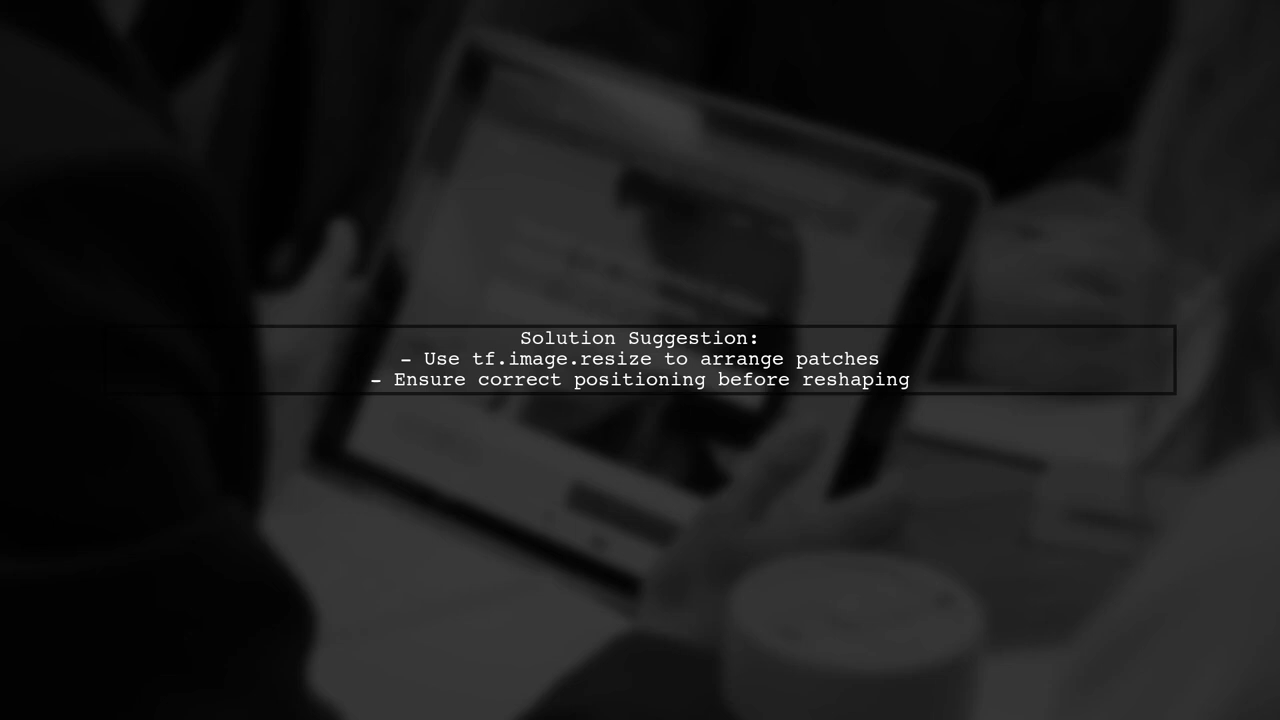 Solution Suggestion:
- Use tf.image.resize to arrange patches
- Ensure correct positioning before reshaping